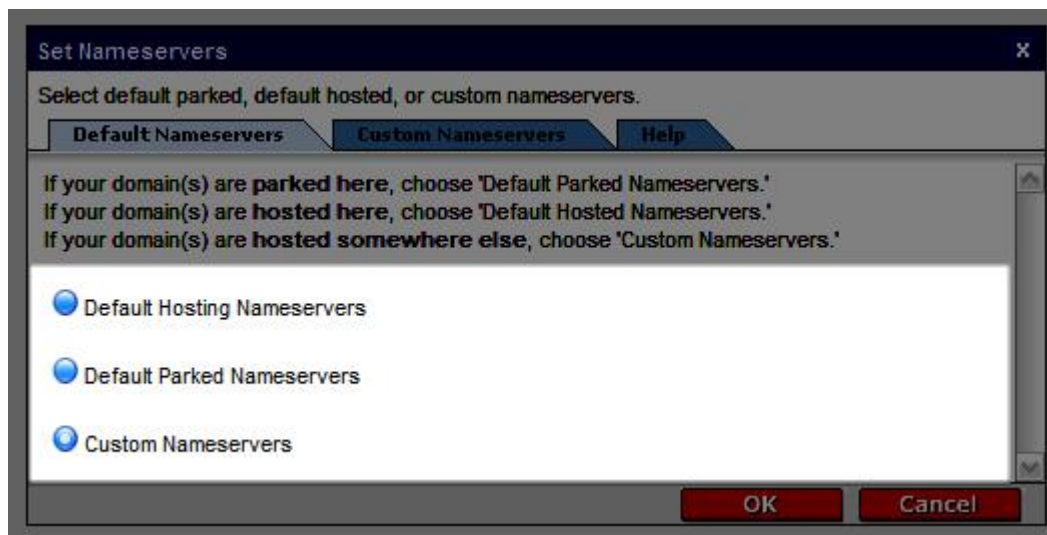 Set Nameservers x
Select default parked, default hosted, or custom nameservers.
Default Nameservers Custom Nameservers Help
If your domain(s) are parked here, choose 'Default Parked Nameservers.'
If your domain(s) are hosted here, choose 'Default Hosted Nameservers.'
If your domain(s) are hosted somewhere else, choose 'Custom Nameservers.'
Default Hosting Nameservers
Default Parked Nameservers
Custom Nameservers
OK Cancel